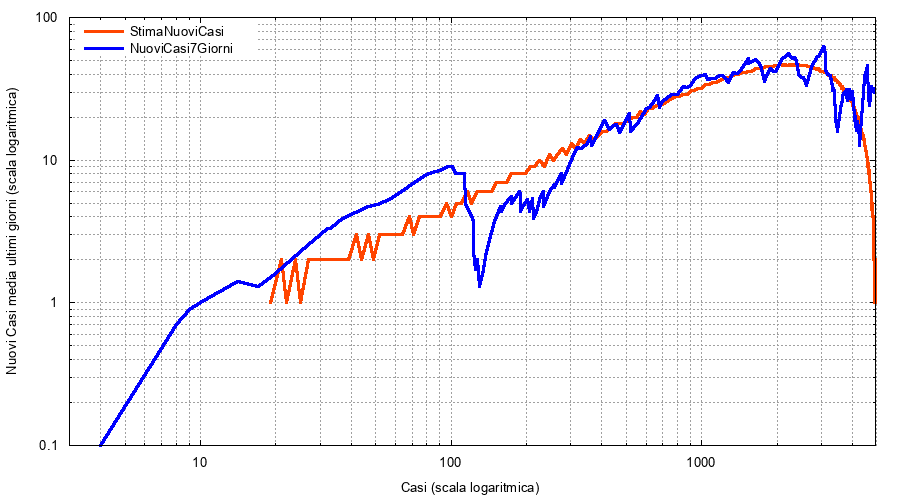 100
StimaNuoviCasi
NuoviCasi7Giorni
10
1
0.1
Nuovi Casi media ultimi giorni (scala logaritmica)
10 100 1000
Casi (scala logaritmica)